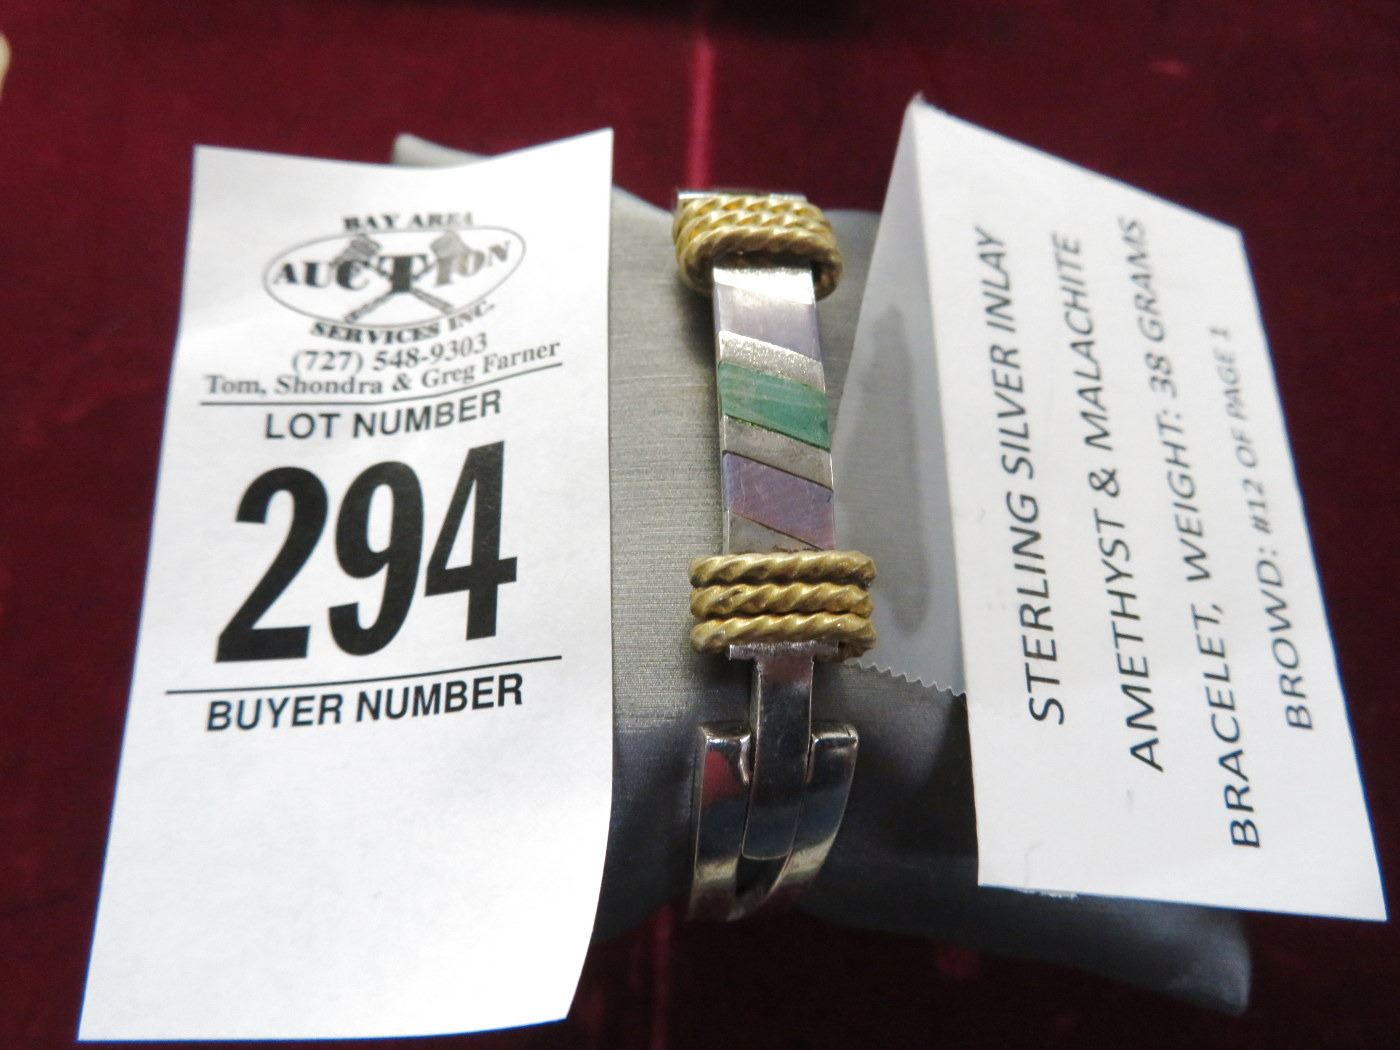 BAY AREA
AUCTION
SERVICES INC.
(727) 548-9303
Tom, Shondra & Greg Farner
LOT NUMBER
294
BUYER NUMBER
STERLING SILVER INLAY
AMETHYST & MALACHITE
BRACELET, WEIGHT: 38 GRAMS
BROWD: #12 OF PAGE 1